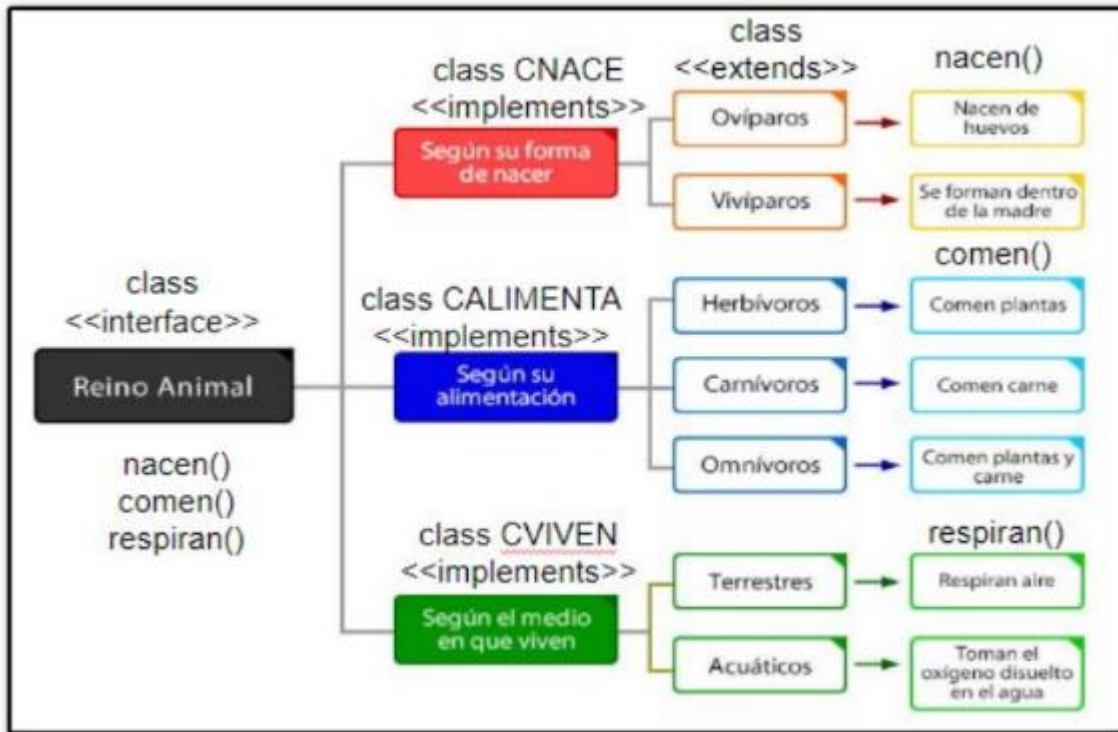 class
<<interface>>
Reino Animal
nacen()
comen()
respiran()
class CNACE
<<implements>>
Según su forma
de nacer
class
<<extends>>
Ovíparos
Vivíparos
nacen()
Nacen de
huevos
Se forman dentro
de la madre
class CALIMENTA
<<implements>>
Según su
alimentación
Herbívoros
Carnívoros
Omnívoros
comen()
Comen plantas
Comen carne
Comen plantas y
carne
class CVIVEN
<<implements>>
Según el medio
en que viven
Terrestres
Acuáticos
respiran()
Respiran aire
Toman el
oxígeno disuelto
en el agua